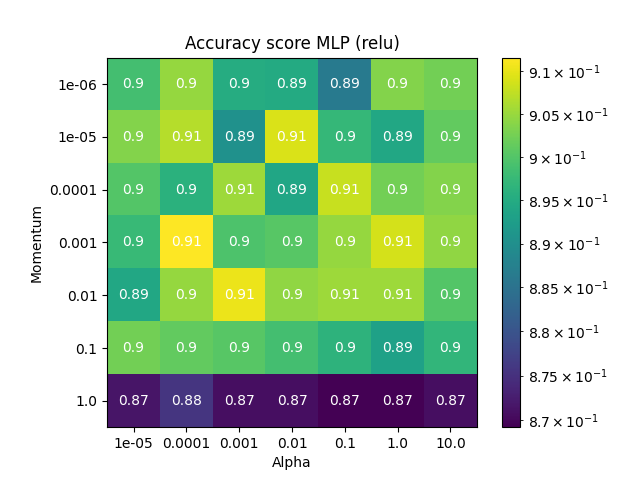 Accuracy score MLP (relu)
1e-06 0.9 0.9 0.9 0.89 0.89 0.9 0.9
1e-05 0.9 0.91 0.89 0.91 0.9 0.89 0.9
0.0001 0.9 0.9 0.91 0.89 0.91 0.9 0.9
0.001 0.9 0.91 0.9 0.9 0.9 0.91 0.9
0.01 0.89 0.9 0.91 0.9 0.91 0.91 0.9
0.1 0.9 0.9 0.9 0.9 0.9 0.89 0.9
1.0 0.87 0.88 0.87 0.87 0.87 0.87 0.87
1e-05 0.0001 0.001 0.01 0.1 1.0 10.0
Alpha
Momentum
9.1 × 10⁻¹
9.05 × 10⁻¹
9 × 10⁻¹
8.95 × 10⁻¹
8.9 × 10⁻¹
8.85 × 10⁻¹
8.8 × 10⁻¹
8.75 × 10⁻¹
8.7 × 10⁻¹